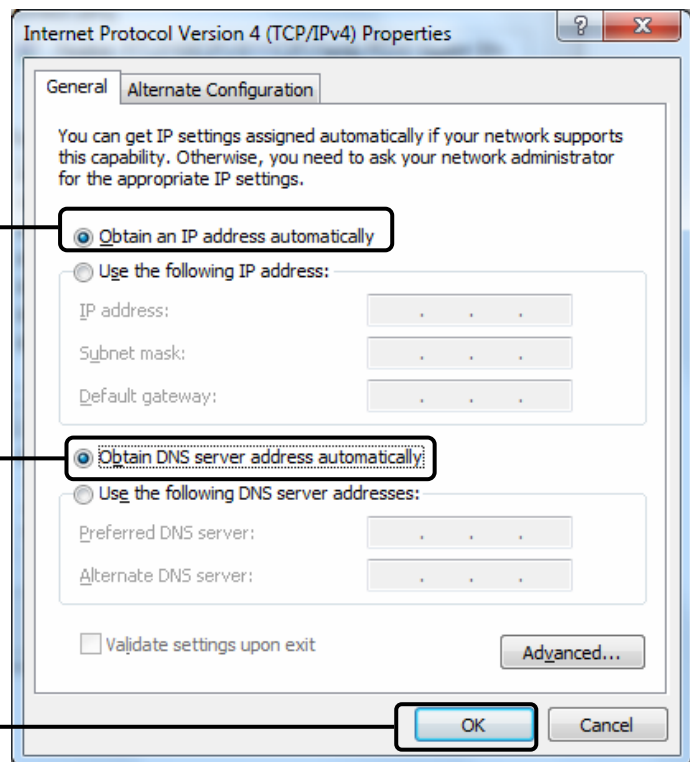 Internet Protocol Version 4 (TCP/IPv4) Properties
General
Alternate Configuration
You can get IP settings assigned automatically if your network supports
this capability. Otherwise, you need to ask your network administrator
for the appropriate IP settings.
Obtain an IP address automatically
Use the following IP address:
IP address:
Subnet mask:
Default gateway:
Obtain DNS server address automatically
Use the following DNS server addresses:
Preferred DNS server:
Alternate DNS server:
Validate settings upon exit
Advanced...
OK
Cancel